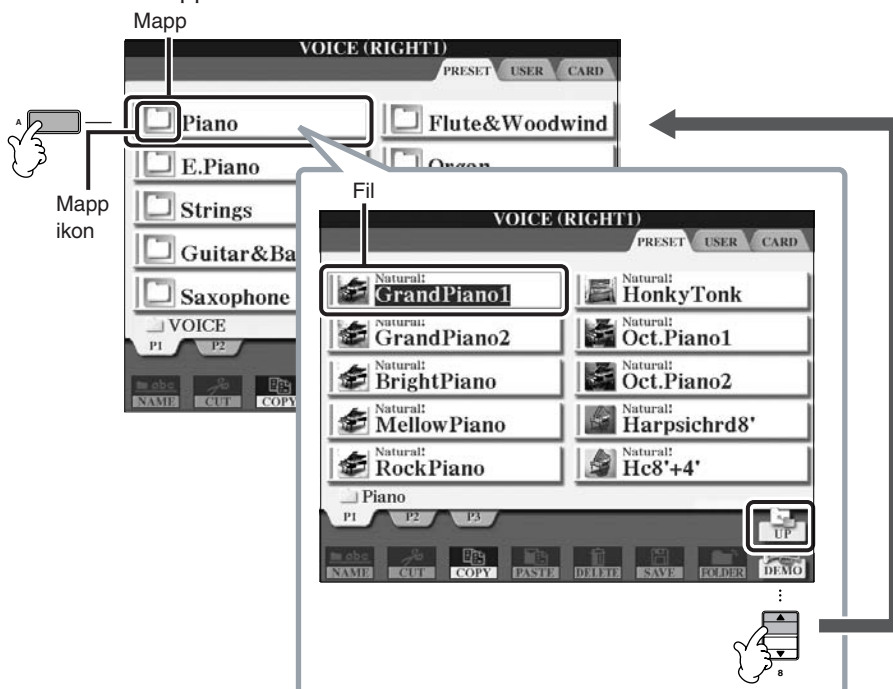 Mapp
VOICE (RIGHT1)
PRESET USER CARD
A
Piano
Flute&Woodwind
E.Piano
Organ
Mapp
ikon
Strings
Guitar&Ba
Saxophone
VOICE
P1 P2
NAME CUT COPY
Fil
VOICE (RIGHT1)
PRESET USER CARD
Natural!
GrandPiano1
Natural!
HonkyTonk
Natural!
GrandPiano2
Natural!
Oct.Piano1
Natural!
BrightPiano
Natural!
Oct.Piano2
Natural!
MellowPiano
Natural!
Harpsichrd8'
Natural!
RockPiano
Natural!
Hc8'+4'
Piano
P1 P2 P3
UP
NAME CUT COPY PASTE DELETE SAVE FOLDER DEMO
8